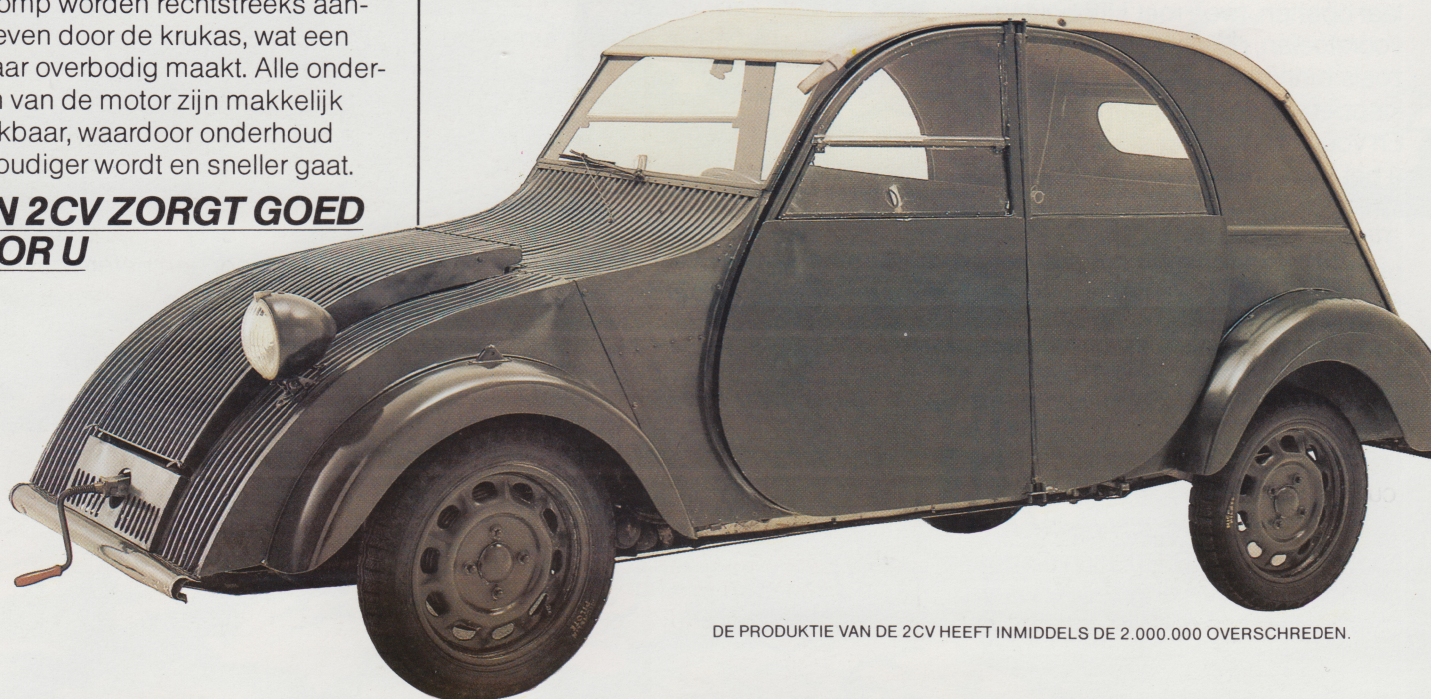 omp worden rechtstreeks aan-
even door de krukas, wat een
aar overbodig maakt. Alle onder-
n van de motor zijn makkelijk
kbaar, waardoor onderhoud
oudiger wordt en sneller gaat.
N 2CV ZORGT GOED
OR U
DE PRODUKTIE VAN DE 2CV HEEFT INMIDDELS DE 2.000.000 OVERSCHREDEN.